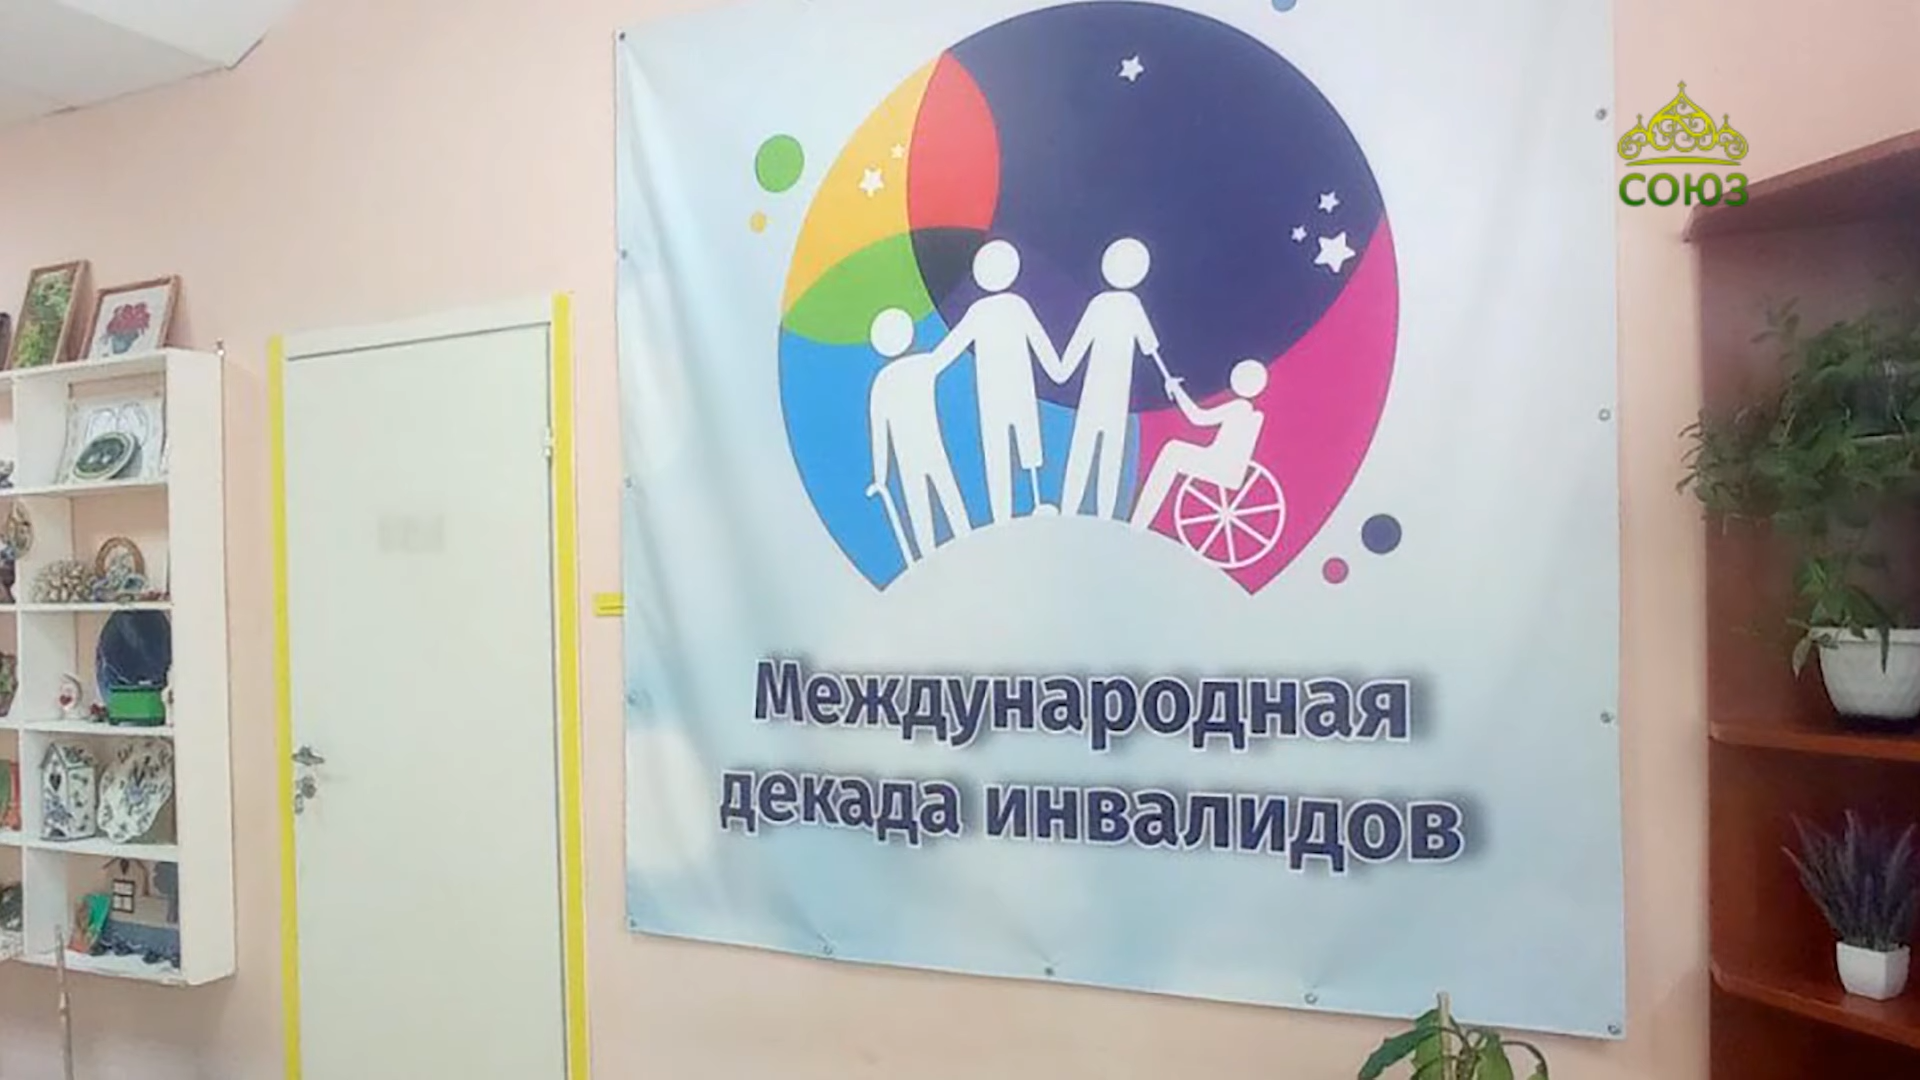 СОЮЗ
Международная
декада инвалидов